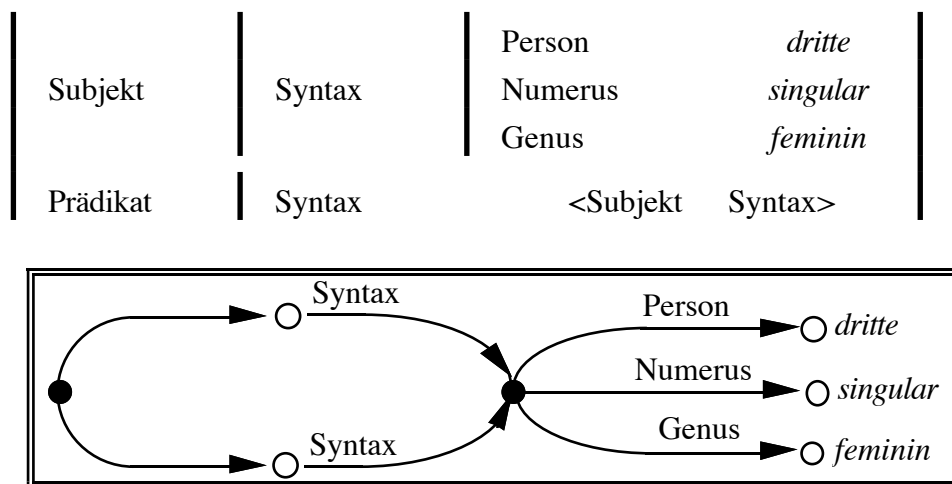 Person dritte
Subjekt Syntax Numerus singular
Genus feminin
Prädikat Syntax <Subjekt Syntax>
Syntax Person dritte
Numerus singular
Syntax Genus feminin